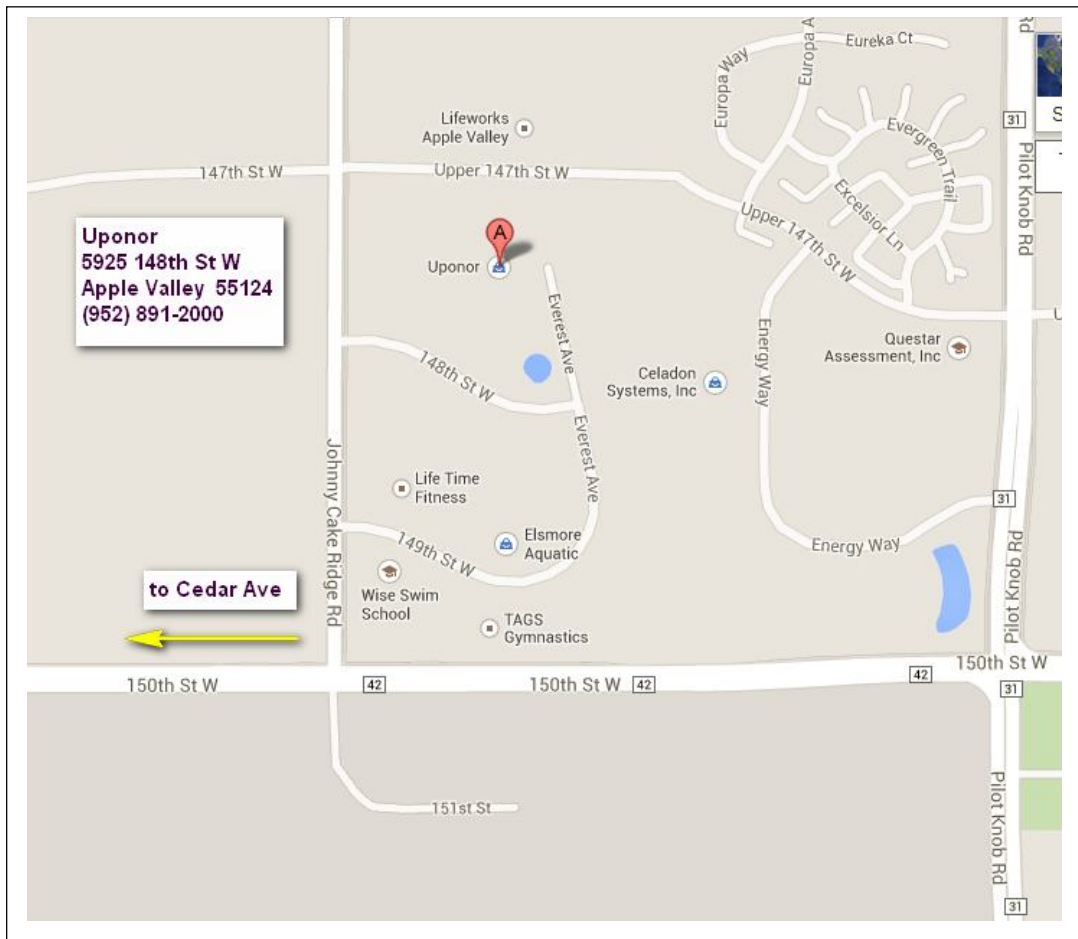 Eureka Ct
Europa Way
Europa A
Rd
S
31
Lifeworks
Apple Valley
Evergreen Trail
Pilot Knob Rd
147th St W
Upper 147th St W
Excelsior Ln
Upper 147th St W
Uponor
5925 148th St W
Apple Valley 55124
(952) 891-2000
A
Uponor
Everest Ave
U
Energy Way
Questar
Assessment, Inc
148th St W
Celadon
Systems, Inc
Everest Ave
Johnny Cake Ridge Rd
Life Time
Fitness
31
149th St W
Elsmore
Aquatic
Energy Way
Pilot Knob Rd
to Cedar Ave
Wise Swim
School
TAGS
Gymnastics
150th St W
150th St W
42
150th St W
42
42
31
151st St
Pilot Knob Rd
31